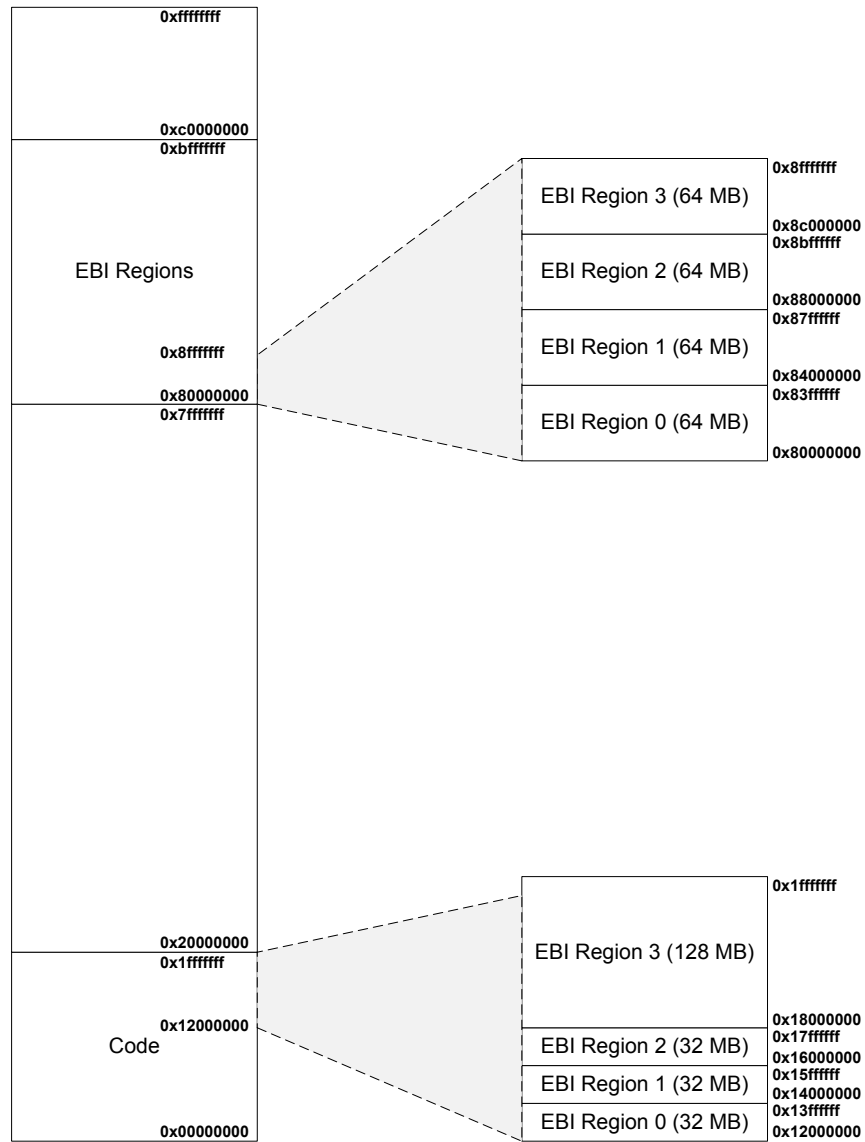 0xffffffff
0xc0000000
0xbfffffff
EBI Regions
0x8fffffff
0x80000000
0x7fffffff
0x20000000
0x1fffffff
0x12000000
Code
0x00000000
0x8fffffff
EBI Region 3 (64 MB)
0x8c000000
0x8bffffff
EBI Region 2 (64 MB)
0x88000000
0x87ffffff
EBI Region 1 (64 MB)
0x84000000
0x83ffffff
EBI Region 0 (64 MB)
0x80000000
0x1fffffff
EBI Region 3 (128 MB)
0x18000000
0x17ffffff
EBI Region 2 (32 MB)
0x16000000
0x15ffffff
EBI Region 1 (32 MB)
0x14000000
0x13ffffff
EBI Region 0 (32 MB)
0x12000000